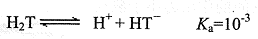 H₂T ⇌ H⁺ + HT⁻ Kₐ=10⁻³